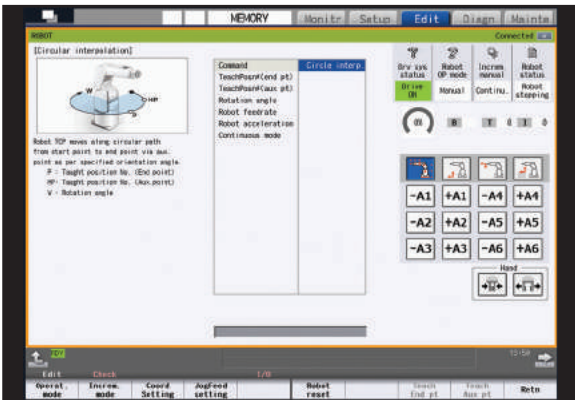 MEMORY
Monitr
Setup
Edit
Diagn
Mainte
ROBOT
Connected
[Circular interpolation]
W
HP
V
P
Robot TCP moves along circular path
from start point to end point via aux.
point as per specified orientation angle.
P : Taught position No. (End point)
HP: Taught position No. (Aux.point)
V : Rotation angle
Command
Circle interp.
TeachPosn#(end pt)
TeachPosn#(aux pt)
Rotation angle
Robot feedrate
Robot acceleration
Continuous mode
Drv sys status
Robot OP mode
Increm. manual
Robot status
Drive ON
Manual
Continu.
Robot stepping
-A1
+A1
-A4
+A4
-A2
+A2
-A5
+A5
-A3
+A3
-A6
+A6
Hand
15:50
Edit
Check
I/O
Operat. mode
Increm. mode
Coord Setting
JogFeed setting
Robot reset
Teach End pt
Teach Aux pt
Retn